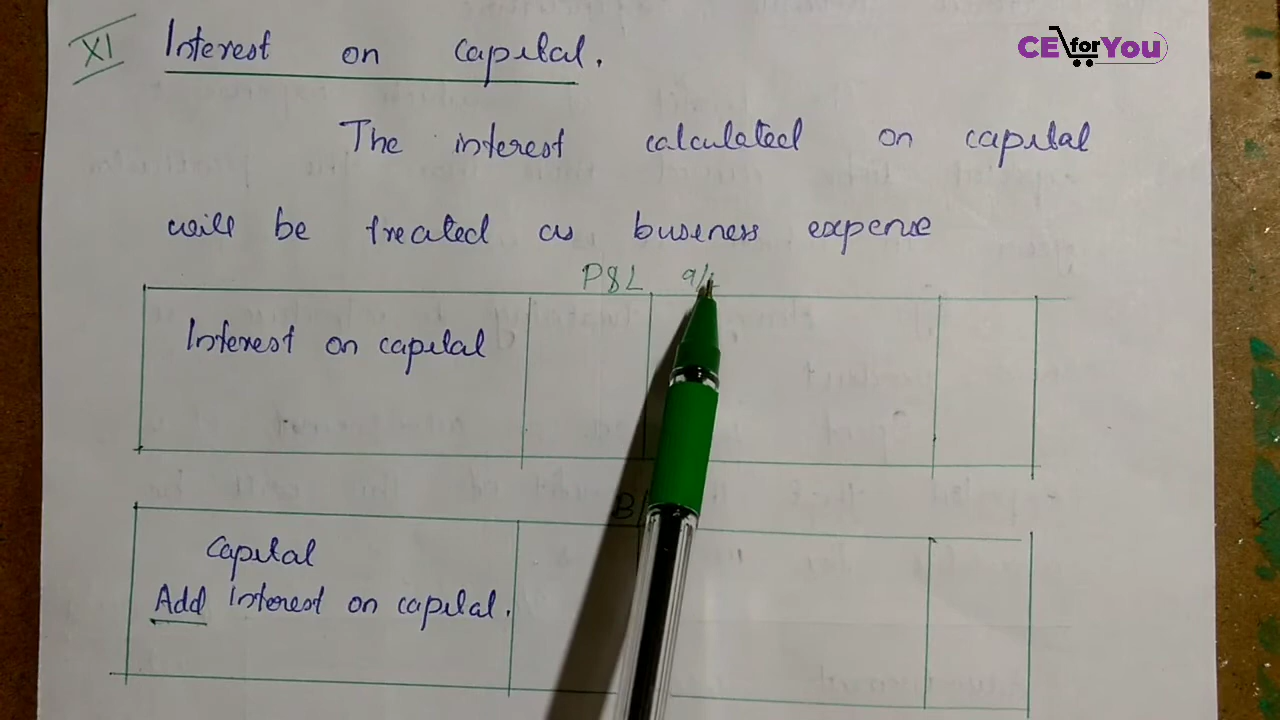 CE for You
XI Interest on capital.
The interest calculated on capital
will be treated as business expense
P&L a/c
Interest on capital
B/
Capital
Add interest on capital.